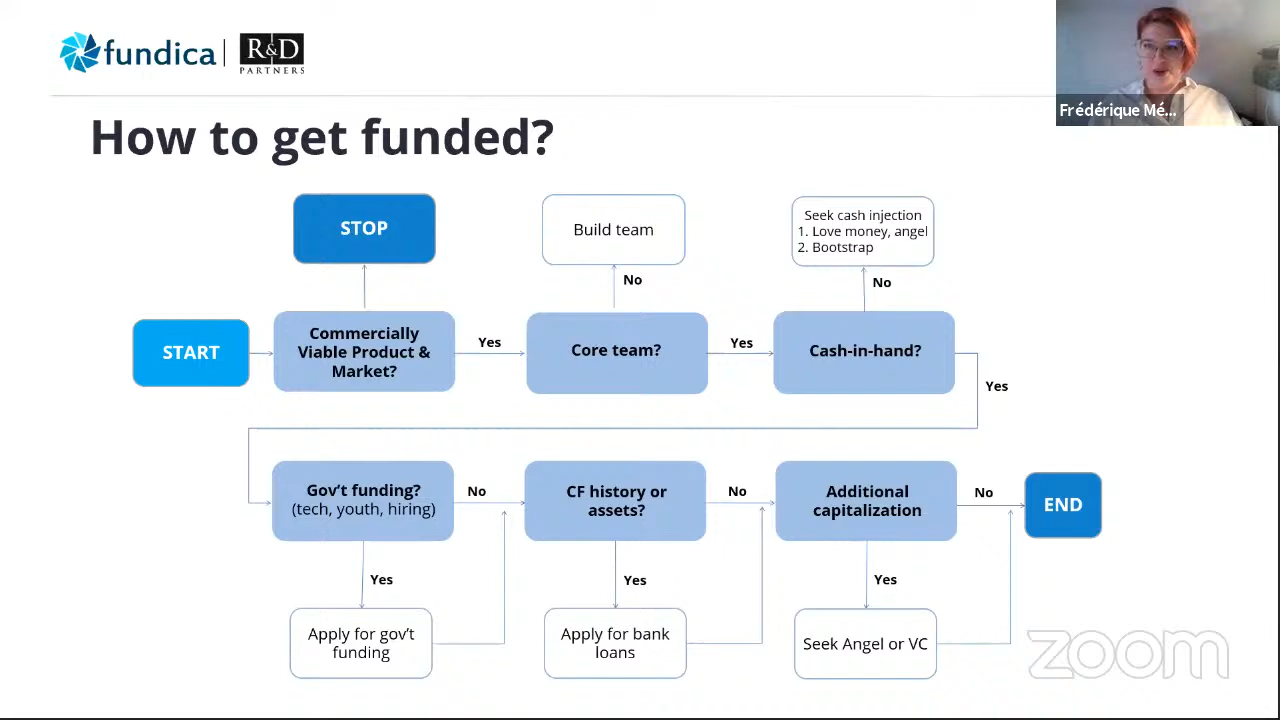 fundica
R&D
PARTNERS
Frédérique Mé...
How to get funded?
STOP
Build team
Seek cash injection
1. Love money, angel
2. Bootstrap
No
No
START
Commercially
Viable Product &
Market?
Yes
Core team?
Yes
Cash-in-hand?
Yes
Gov't funding?
(tech, youth, hiring)
No
CF history or
assets?
No
Additional
capitalization
No
END
Yes
Yes
Yes
Apply for gov't
funding
Apply for bank
loans
Seek Angel or VC
zoom